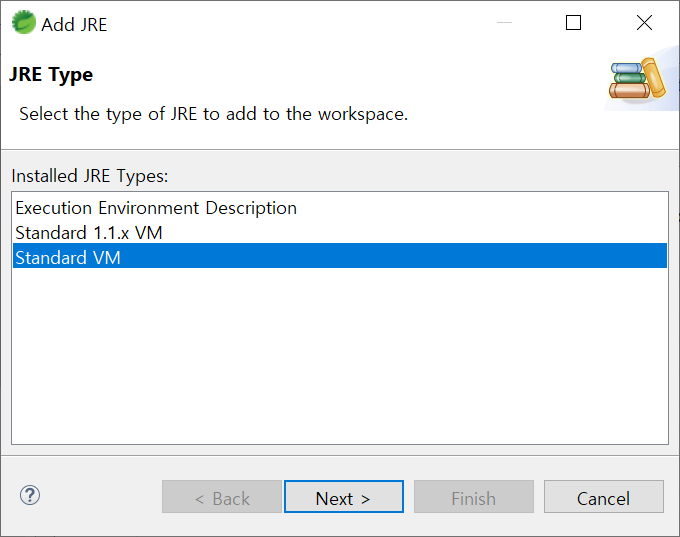 Add JRE
JRE Type
Select the type of JRE to add to the workspace.
Installed JRE Types:
Execution Environment Description
Standard 1.1.x VM
Standard VM
?
< Back
Next >
Finish
Cancel